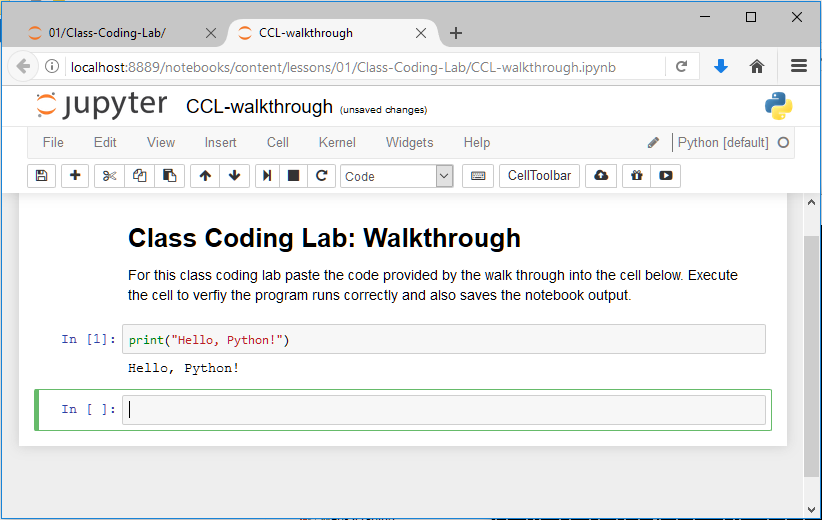 01/Class-Coding-Lab/
CCL-walkthrough
localhost:8889/notebooks/content/lessons/01/Class-Coding-Lab/CCL-walkthrough.ipynb
jupyter CCL-walkthrough (unsaved changes)
File Edit View Insert Cell Kernel Widgets Help Python [default]
Code CellToolbar
Class Coding Lab: Walkthrough
For this class coding lab paste the code provided by the walk through into the cell below. Execute
the cell to verfiy the program runs correctly and also saves the notebook output.
In [1]: print("Hello, Python!")
Hello, Python!
In [ ]: